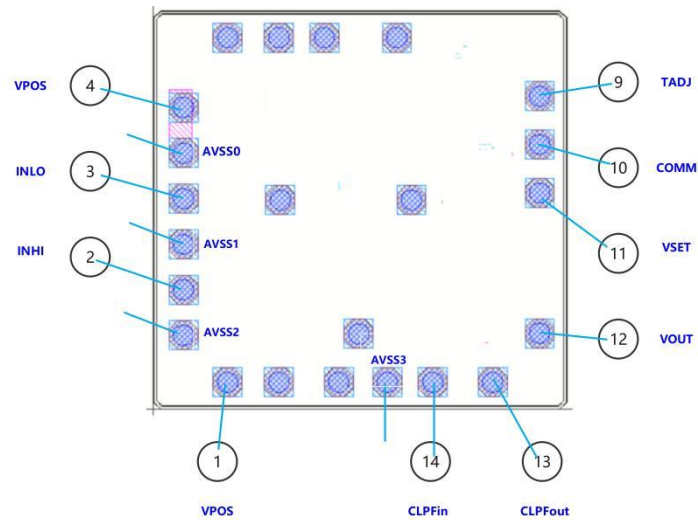 VPOS 4 9 TADJ
AVSS0
INLO 3 10 COMM
AVSS1
INHI 2 11 VSET
AVSS2 12 VOUT
AVSS3
1 14 13
VPOS CLPFin CLPFout